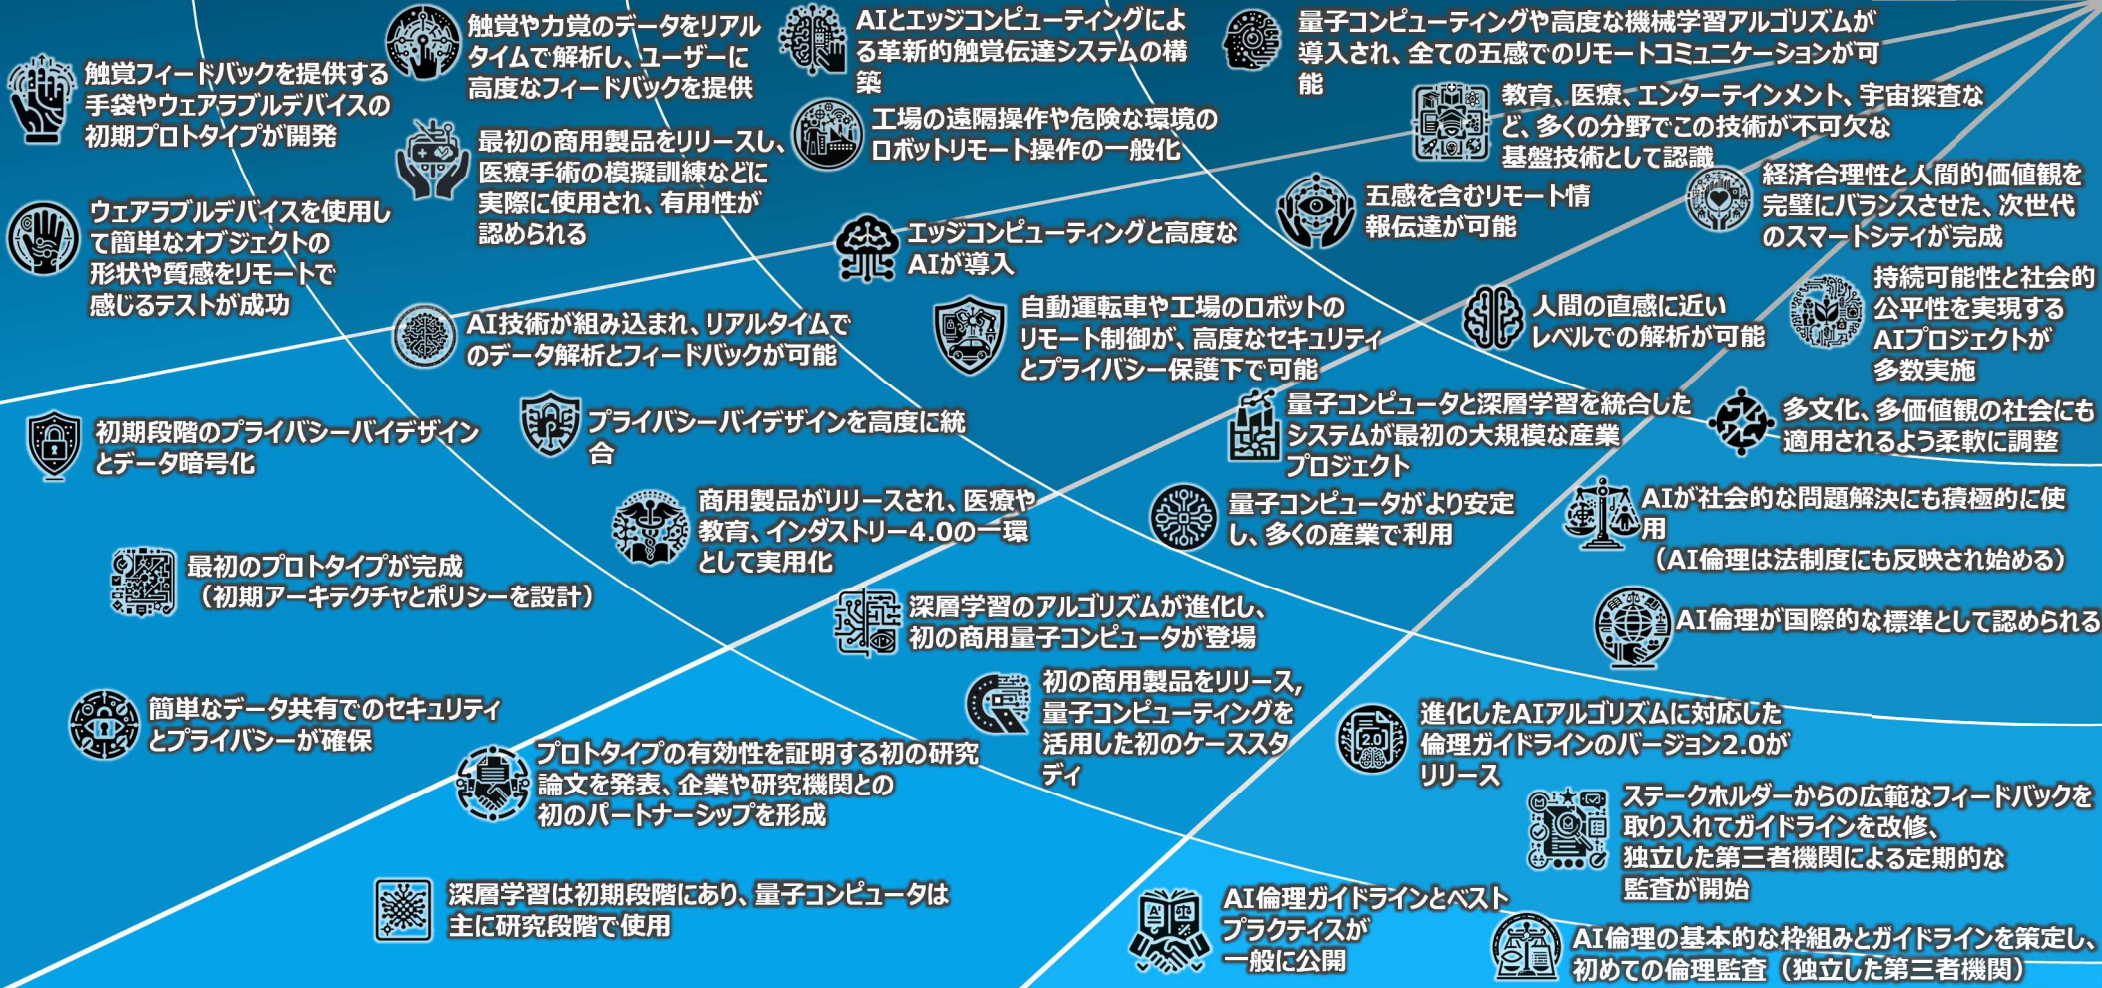 触覚フィードバックを提供する
手袋やウェアラブルデバイスの
初期プロトタイプが開発
触覚や力覚のデータをリアル
タイムで解析し、ユーザーに
高度なフィードバックを提供
AIとエッジコンピューティングによ
る革新的触覚伝達システムの構
築
量子コンピューティングや高度な機械学習アルゴリズムが
導入され、全ての五感でのリモートコミュニケーションが可
能
教育、医療、エンターテインメント、宇宙探査な
ど、多くの分野でこの技術が不可欠な
基盤技術として認識
工場の遠隔操作や危険な環境の
ロボットリモート操作の一般化
最初の商用製品をリリースし、
医療手術の模擬訓練などに
実際に使用され、有用性が
認められる
経済合理性と人間的価値観を
完璧にバランスさせた、次世代
のスマートシティが完成
五感を含むリモート情
報伝達が可能
ウェアラブルデバイスを使用し
て簡単なオブジェクトの
形状や質感をリモートで
感じるテストが成功
エッジコンピューティングと高度な
AIが導入
持続可能性と社会的
公平性を実現する
AIプロジェクトが
多数実施
自動運転車や工場のロボットの
リモート制御が、高度なセキュリティ
とプライバシー保護下で可能
人間の直感に近い
レベルでの解析が可能
AI技術が組み込まれ、リアルタイムで
のデータ解析とフィードバックが可能
量子コンピュータと深層学習を統合した
システムが最初の大規模な産業
プロジェクト
多文化、多価値観の社会にも
適用されるよう柔軟に調整
初期段階のプライバシーバイデザイン
とデータ暗号化
プライバシーバイデザインを高度に統
合
商用製品がリリースされ、医療や
教育、インダストリー4.0の一環
として実用化
量子コンピュータがより安定
し、多くの産業で利用
AIが社会的な問題解決にも積極的に使
用
（AI倫理は法制度にも反映され始める）
最初のプロトタイプが完成
（初期アーキテクチャとポリシーを設計）
深層学習のアルゴリズムが進化し、
初の商用量子コンピュータが登場
AI倫理が国際的な標準として認められる
簡単なデータ共有でのセキュリティ
とプライバシーが確保
初の商用製品をリリース,
量子コンピューティングを
活用した初のケーススタ
ディ
2.0
進化したAIアルゴリズムに対応した
倫理ガイドラインのバージョン2.0が
リリース
プロトタイプの有効性を証明する初の研究
論文を発表、企業や研究機関との
初のパートナーシップを形成
ステークホルダーからの広範なフィードバックを
取り入れてガイドラインを改修、
独立した第三者機関による定期的な
監査が開始
深層学習は初期段階にあり、量子コンピュータは
主に研究段階で使用
AI
AI倫理ガイドラインとベスト
プラクティスが
一般に公開
AI倫理の基本的な枠組みとガイドラインを策定し、
初めての倫理監査（独立した第三者機関）